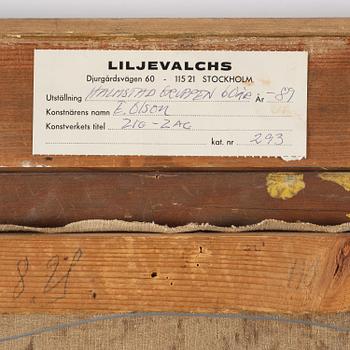 LILJEVALCHS
Djurgårdsvägen 60 - 115 21 STOCKHOLM
Utställning HALMSTAD GRUPPEN 60 ÅR År -89
Konstnärens namn E. OLSON
Konstverkets titel ZIG-ZAG
kat. nr 293